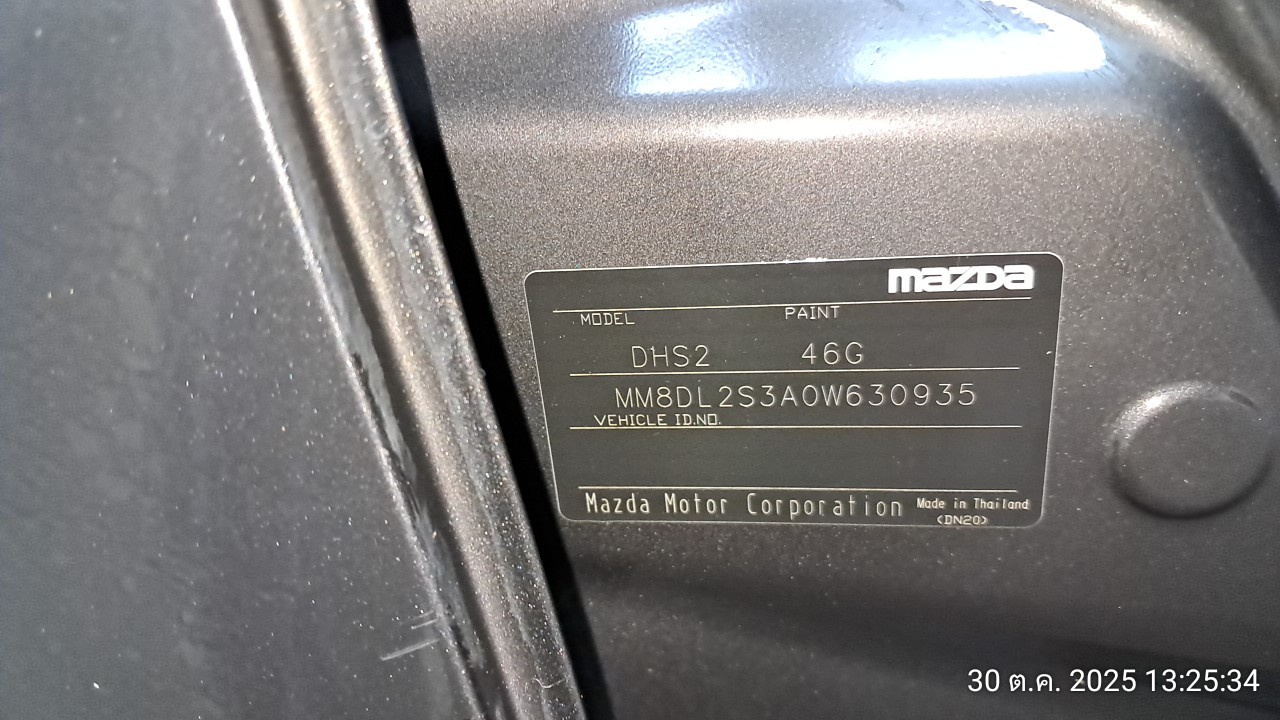 mazda
MODEL PAINT
DHS2 46G
MM8DL2S3A0W630935
VEHICLE ID.NO.
Mazda Motor Corporation Made in Thailand
<DN20>
30 ต.ค. 2025 13:25:34